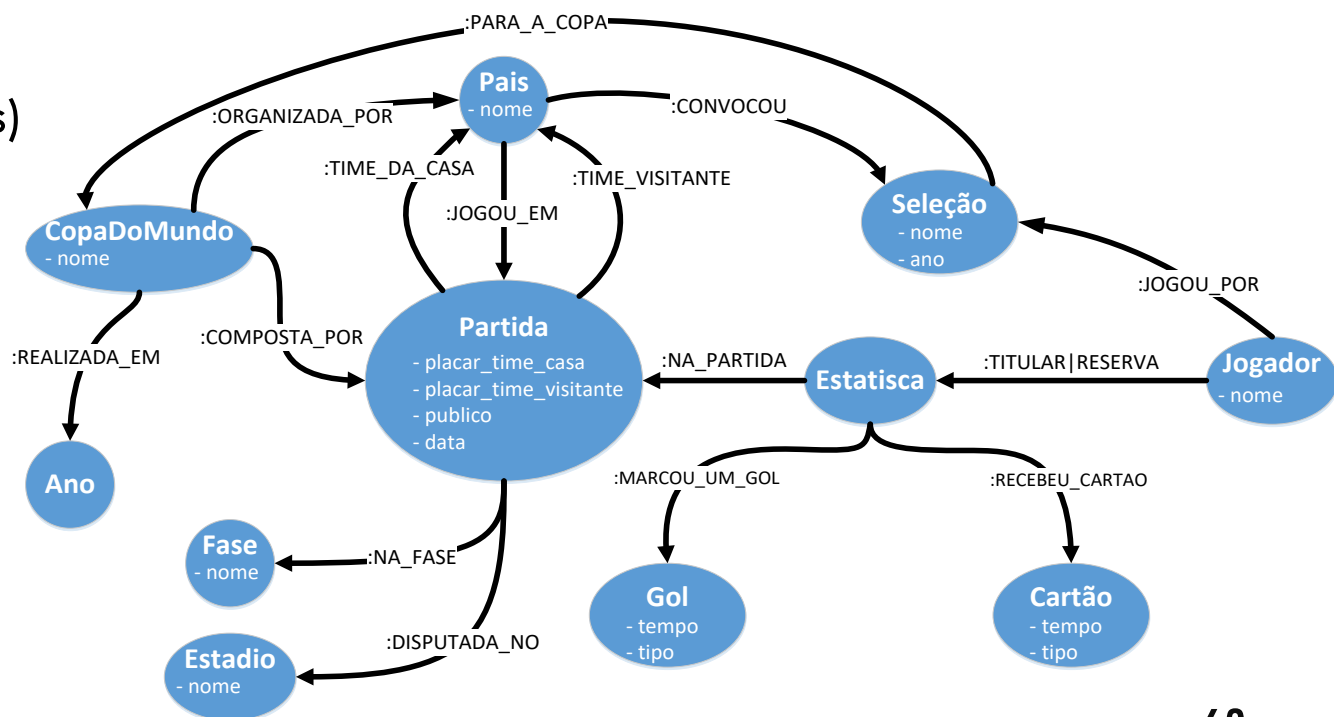 :PARA_A_COPA
s)
Pais
- nome
:ORGANIZADA_POR
:CONVOCOU
:TIME_DA_CASA
:TIME_VISITANTE
:JOGOU_EM
CopaDoMundo
- nome
Seleção
- nome
- ano
:JOGOU_POR
:REALIZADA_EM
:COMPOSTA_POR
Partida
- placar_time_casa
- placar_time_visitante
- publico
- data
:NA_PARTIDA
Estatisca
:TITULAR|RESERVA
Jogador
- nome
Ano
:MARCOU_UM_GOL
:RECEBEU_CARTAO
Fase
- nome
:NA_FASE
Gol
- tempo
- tipo
Cartão
- tempo
- tipo
:DISPUTADA_NO
Estadio
- nome